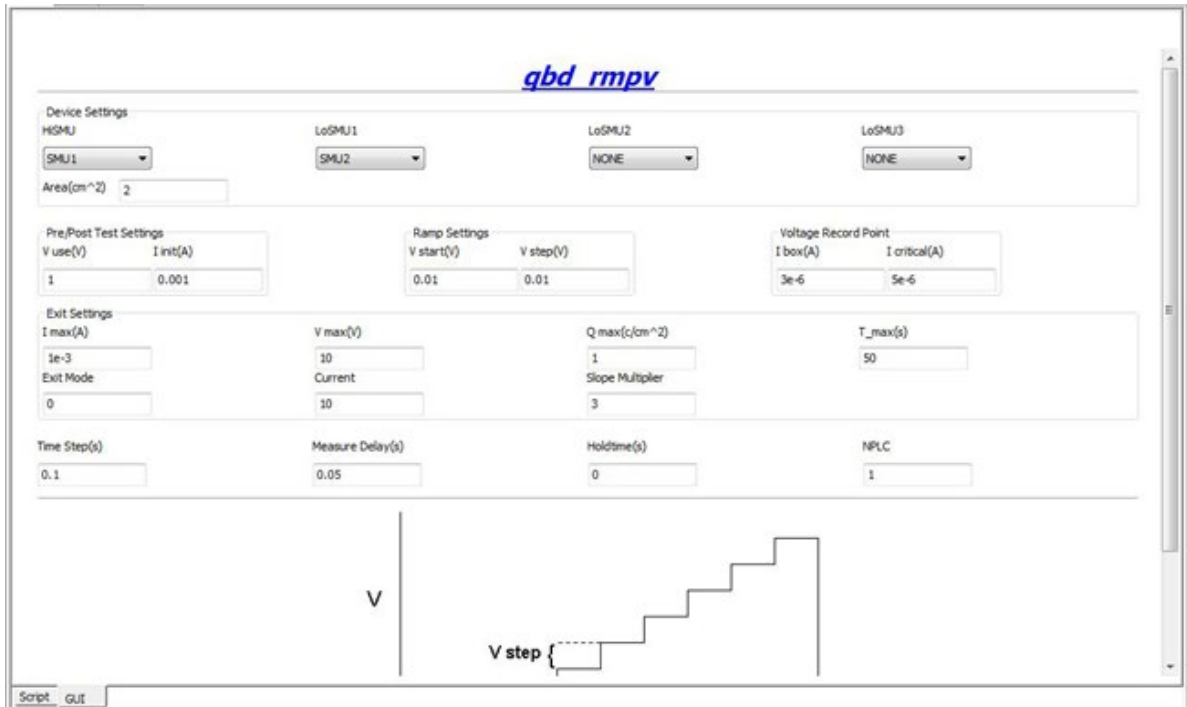 qbd_rmpv
Device Settings
HiSMU LoSMU1 LoSMU2 LoSMU3
SMU1 SMU2 NONE NONE
Area(cm^2) 2
Pre/Post Test Settings Ramp Settings Voltage Record Point
V use(V) I init(A) V start(V) V step(V) I box(A) I critical(A)
1 0.001 0.01 0.01 3e-6 5e-6
Exit Settings
I max(A) V max(V) Q max(c/cm^2) T_max(s)
1e-3 10 1 50
Exit Mode Current Slope Multiplier
0 10 3
Time Step(s) Measure Delay(s) Holdtime(s) NPLC
0.1 0.05 0 1
V
V step {
Script GUI